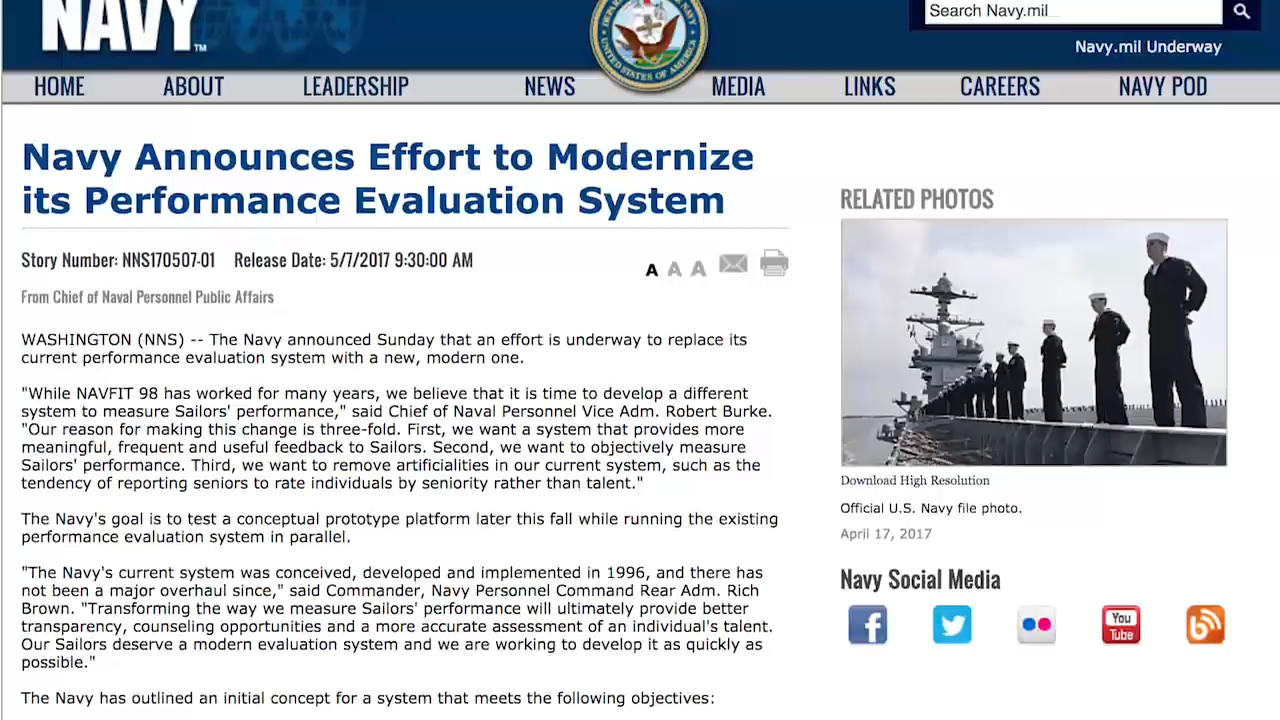 NAVY™
Search Navy.mil
Navy.mil Underway
HOME ABOUT LEADERSHIP NEWS MEDIA LINKS CAREERS NAVY POD
Navy Announces Effort to Modernize
its Performance Evaluation System
Story Number: NNS170507-01 Release Date: 5/7/2017 9:30:00 AM
A A A
From Chief of Naval Personnel Public Affairs
WASHINGTON (NNS) -- The Navy announced Sunday that an effort is underway to replace its
current performance evaluation system with a new, modern one.
"While NAVFIT 98 has worked for many years, we believe that it is time to develop a different
system to measure Sailors' performance," said Chief of Naval Personnel Vice Adm. Robert Burke.
"Our reason for making this change is three-fold. First, we want a system that provides more
meaningful, frequent and useful feedback to Sailors. Second, we want to objectively measure
Sailors' performance. Third, we want to remove artificialities in our current system, such as the
tendency of reporting seniors to rate individuals by seniority rather than talent."
The Navy's goal is to test a conceptual prototype platform later this fall while running the existing
performance evaluation system in parallel.
"The Navy's current system was conceived, developed and implemented in 1996, and there has
not been a major overhaul since," said Commander, Navy Personnel Command Rear Adm. Rich
Brown. "Transforming the way we measure Sailors' performance will ultimately provide better
transparency, counseling opportunities and a more accurate assessment of an individual's talent.
Our Sailors deserve a modern evaluation system and we are working to develop it as quickly as
possible."
The Navy has outlined an initial concept for a system that meets the following objectives:
RELATED PHOTOS
Download High Resolution
Official U.S. Navy file photo.
April 17, 2017
Navy Social Media
You
Tube
UNITED STATES OF AMERICA